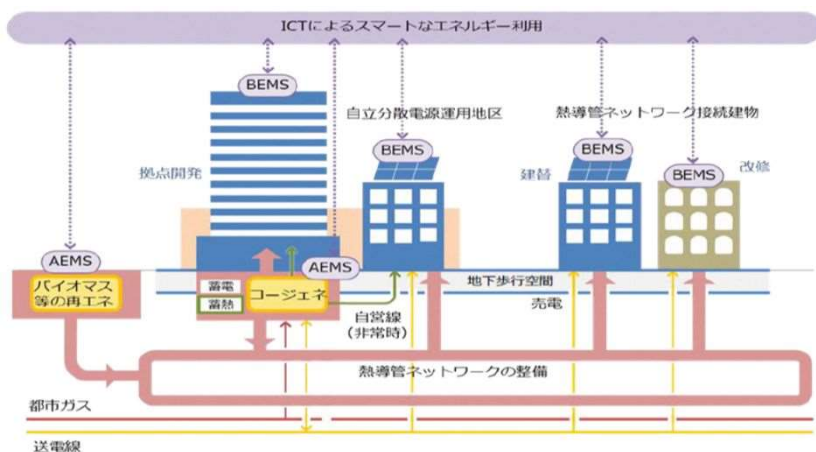 ICTによるスマートなエネルギー利用
BEMS
自立分散電源運用地区
熱導管ネットワーク接続建物
BEMS
BEMS
BEMS
拠点開発
建替
改修
AEMS
AEMS
バイオマス
等の再エネ
蓄電
蓄熱
コージェネ
地下歩行空間
自営線
(非常時)
売電
熱導管ネットワークの整備
都市ガス
送電線